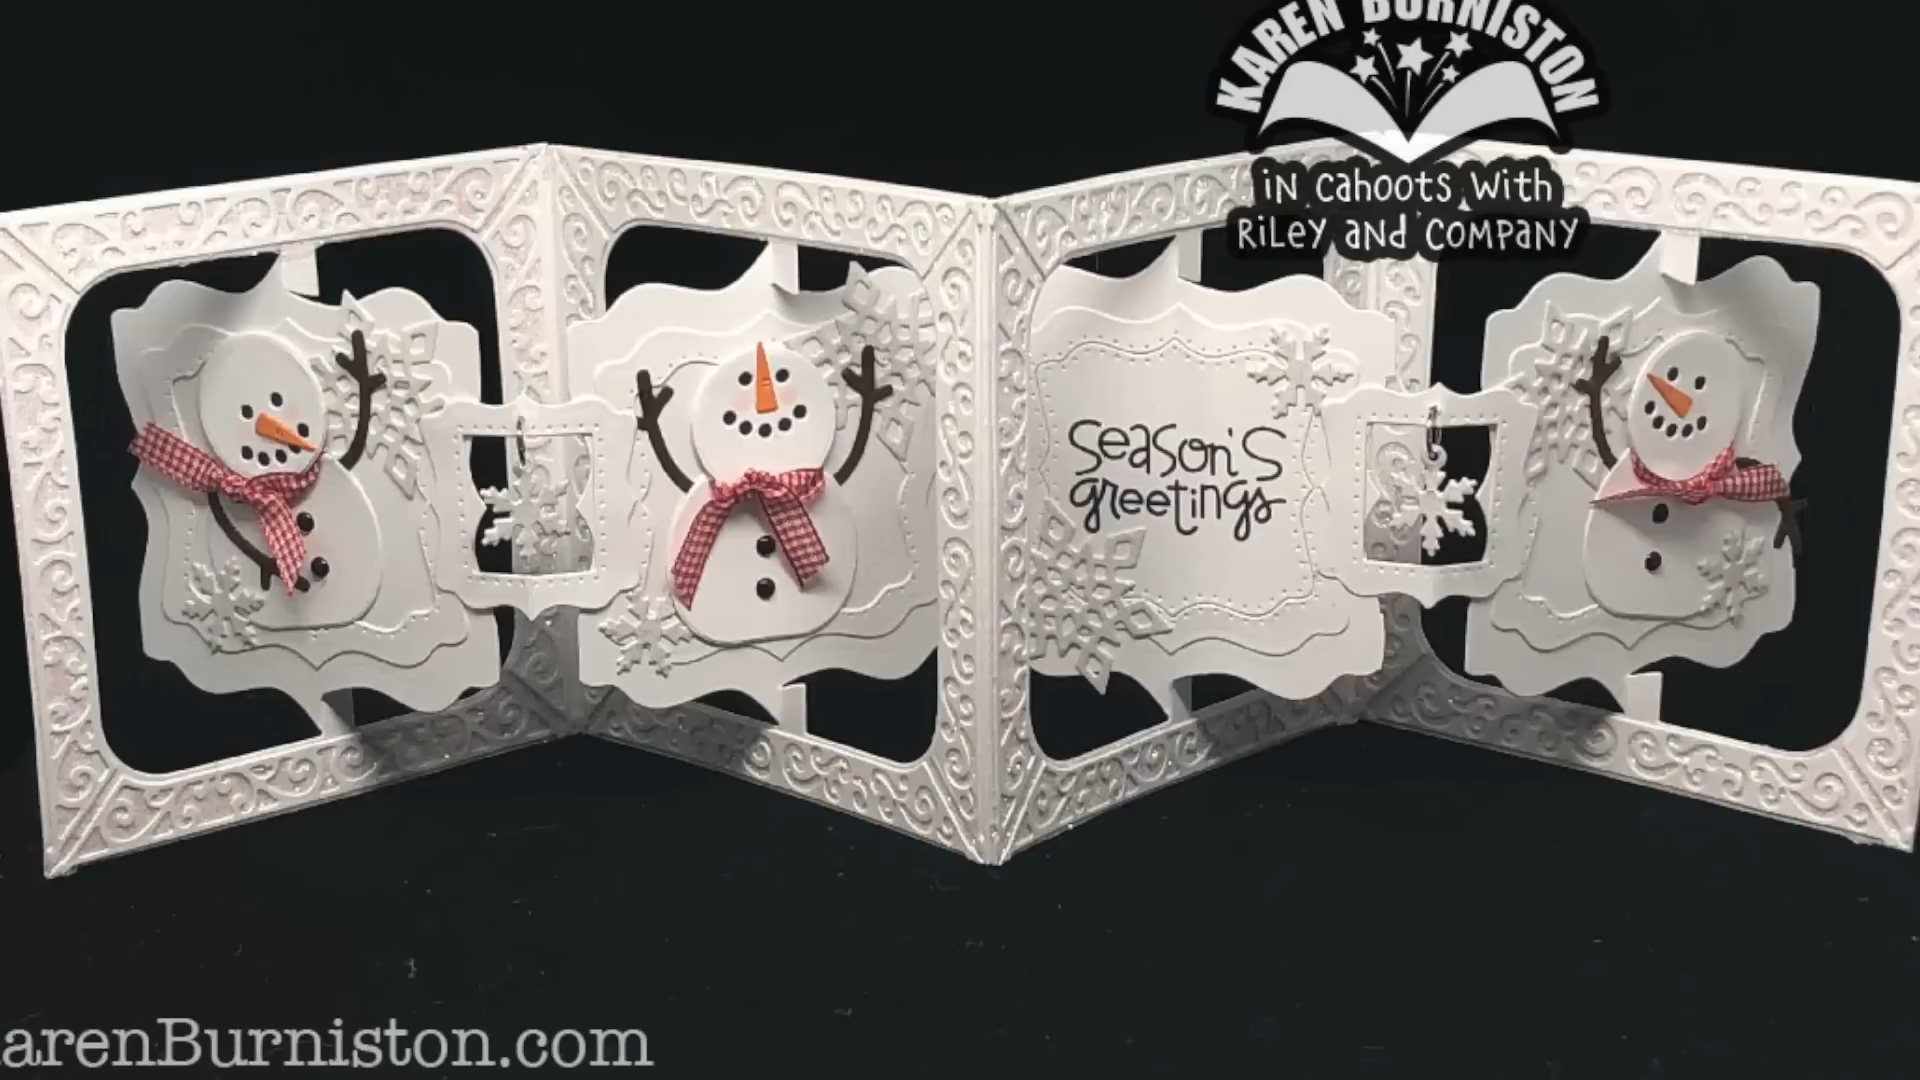 KAREN BURNISTON
iN CAHOOTS WITH
RILEY AND COMPANY
season's
greetings
arenBurniston.com